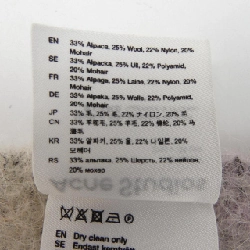 EN 33% Alpaca, 25% Wool, 22% Nylon, 20%
Mohair
SE 33% Alpacka, 25% Ull, 22% Polyamid,
20% Mohair
FR 33% Alpaga, 25% Laine, 22% Nylon, 20%
Mohair
DE 33% Alpaka, 25% Wolle, 22% Polyamid,
20% Mohair
JP 33% 毛, 25% 毛, 22% ナイロン, 20% 毛
CN 33% 羊驼毛, 25% 羊毛, 22% 锦纶, 20% 马
海毛
KR 33% 알파카, 25% 울, 22% 나일론, 20%
모헤어
RS 33% альпака, 25% Шерсть, 22% нейлон,
20% мохер
Acne Studios
EN Dry clean only
SE Endast kemtvätt